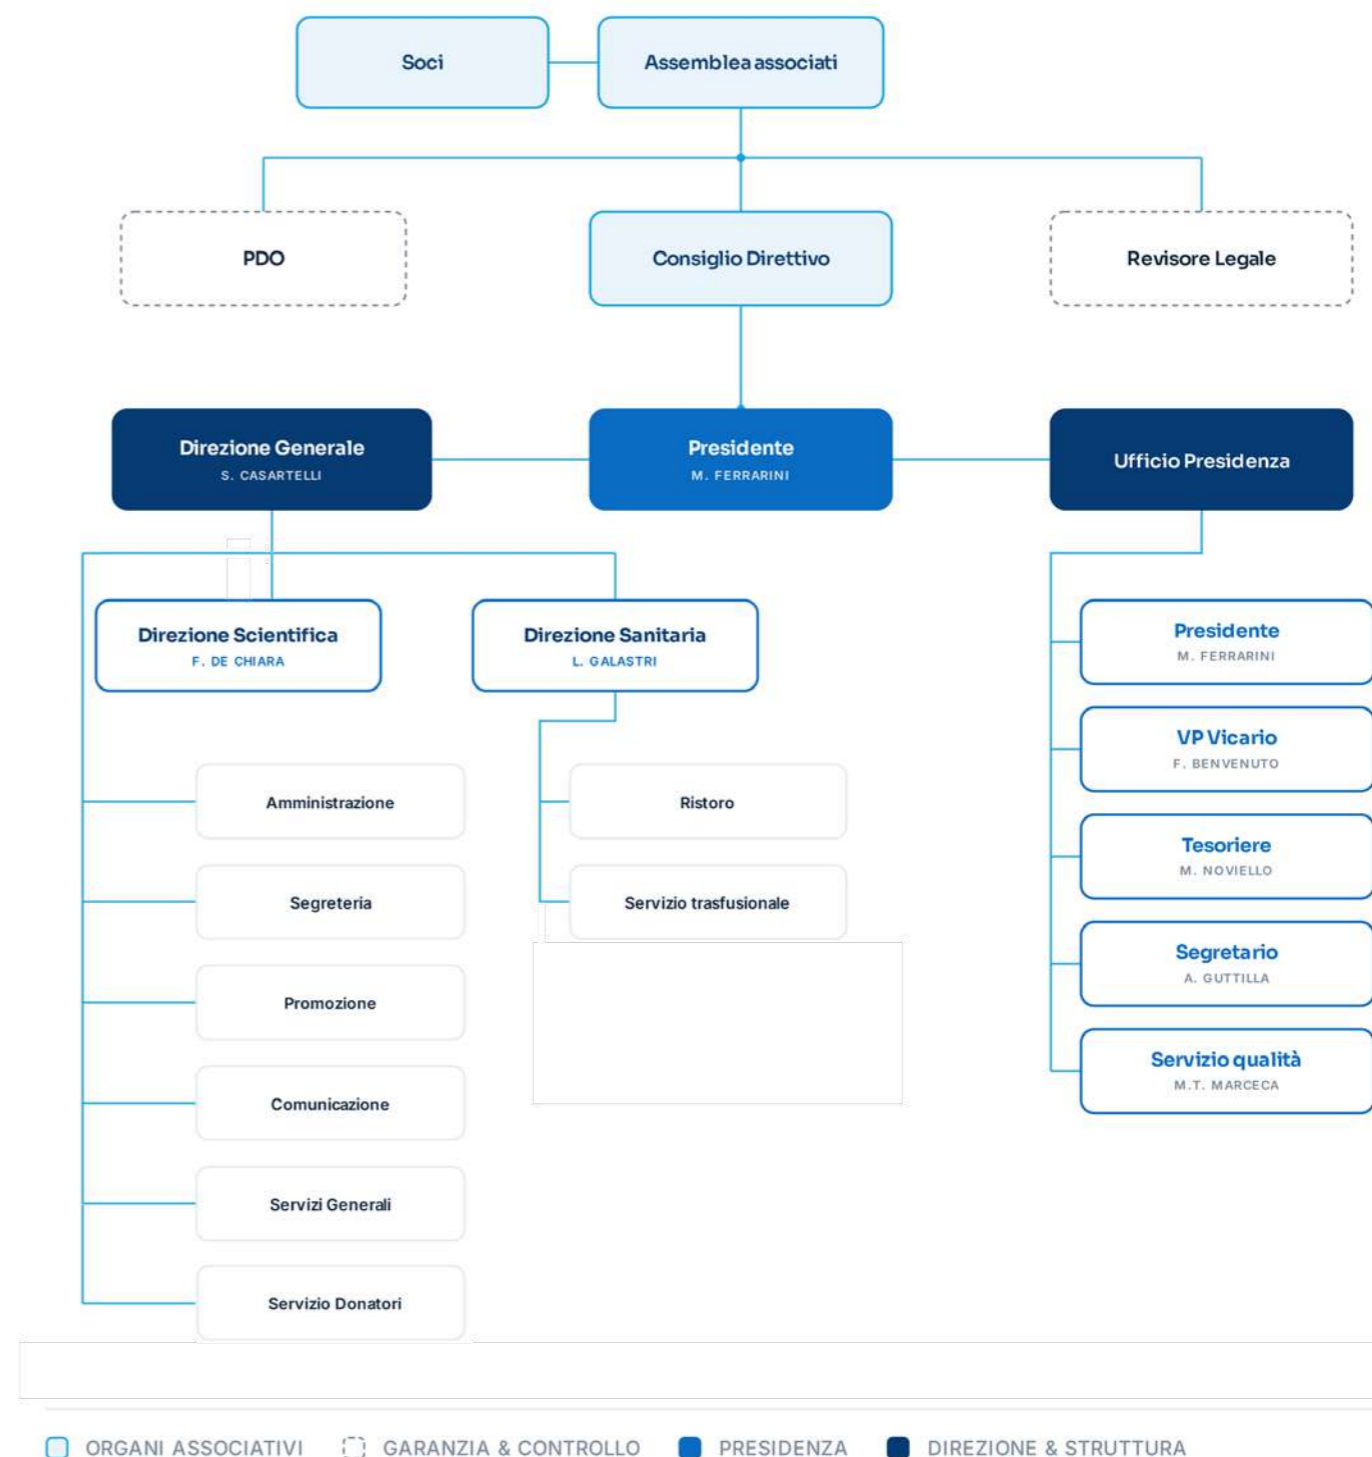 Soci
Assemblea associati
PDO
Consiglio Direttivo
Revisore Legale
Direzione Generale
S. CASARTELLI
Presidente
M. FERRARINI
Ufficio Presidenza
Direzione Scientifica
F. DE CHIARA
Direzione Sanitaria
L. GALASTRI
Presidente
M. FERRARINI
VP Vicario
F. BENVENUTO
Tesoriere
M. NOVIELLO
Segretario
A. GUTTILLA
Servizio qualità
M.T. MARCECA
Amministrazione
Segreteria
Promozione
Comunicazione
Servizi Generali
Servizio Donatori
Ristoro
Servizio trasfusionale
ORGANI ASSOCIATIVI
GARANZIA & CONTROLLO
PRESIDENZA
DIREZIONE & STRUTTURA